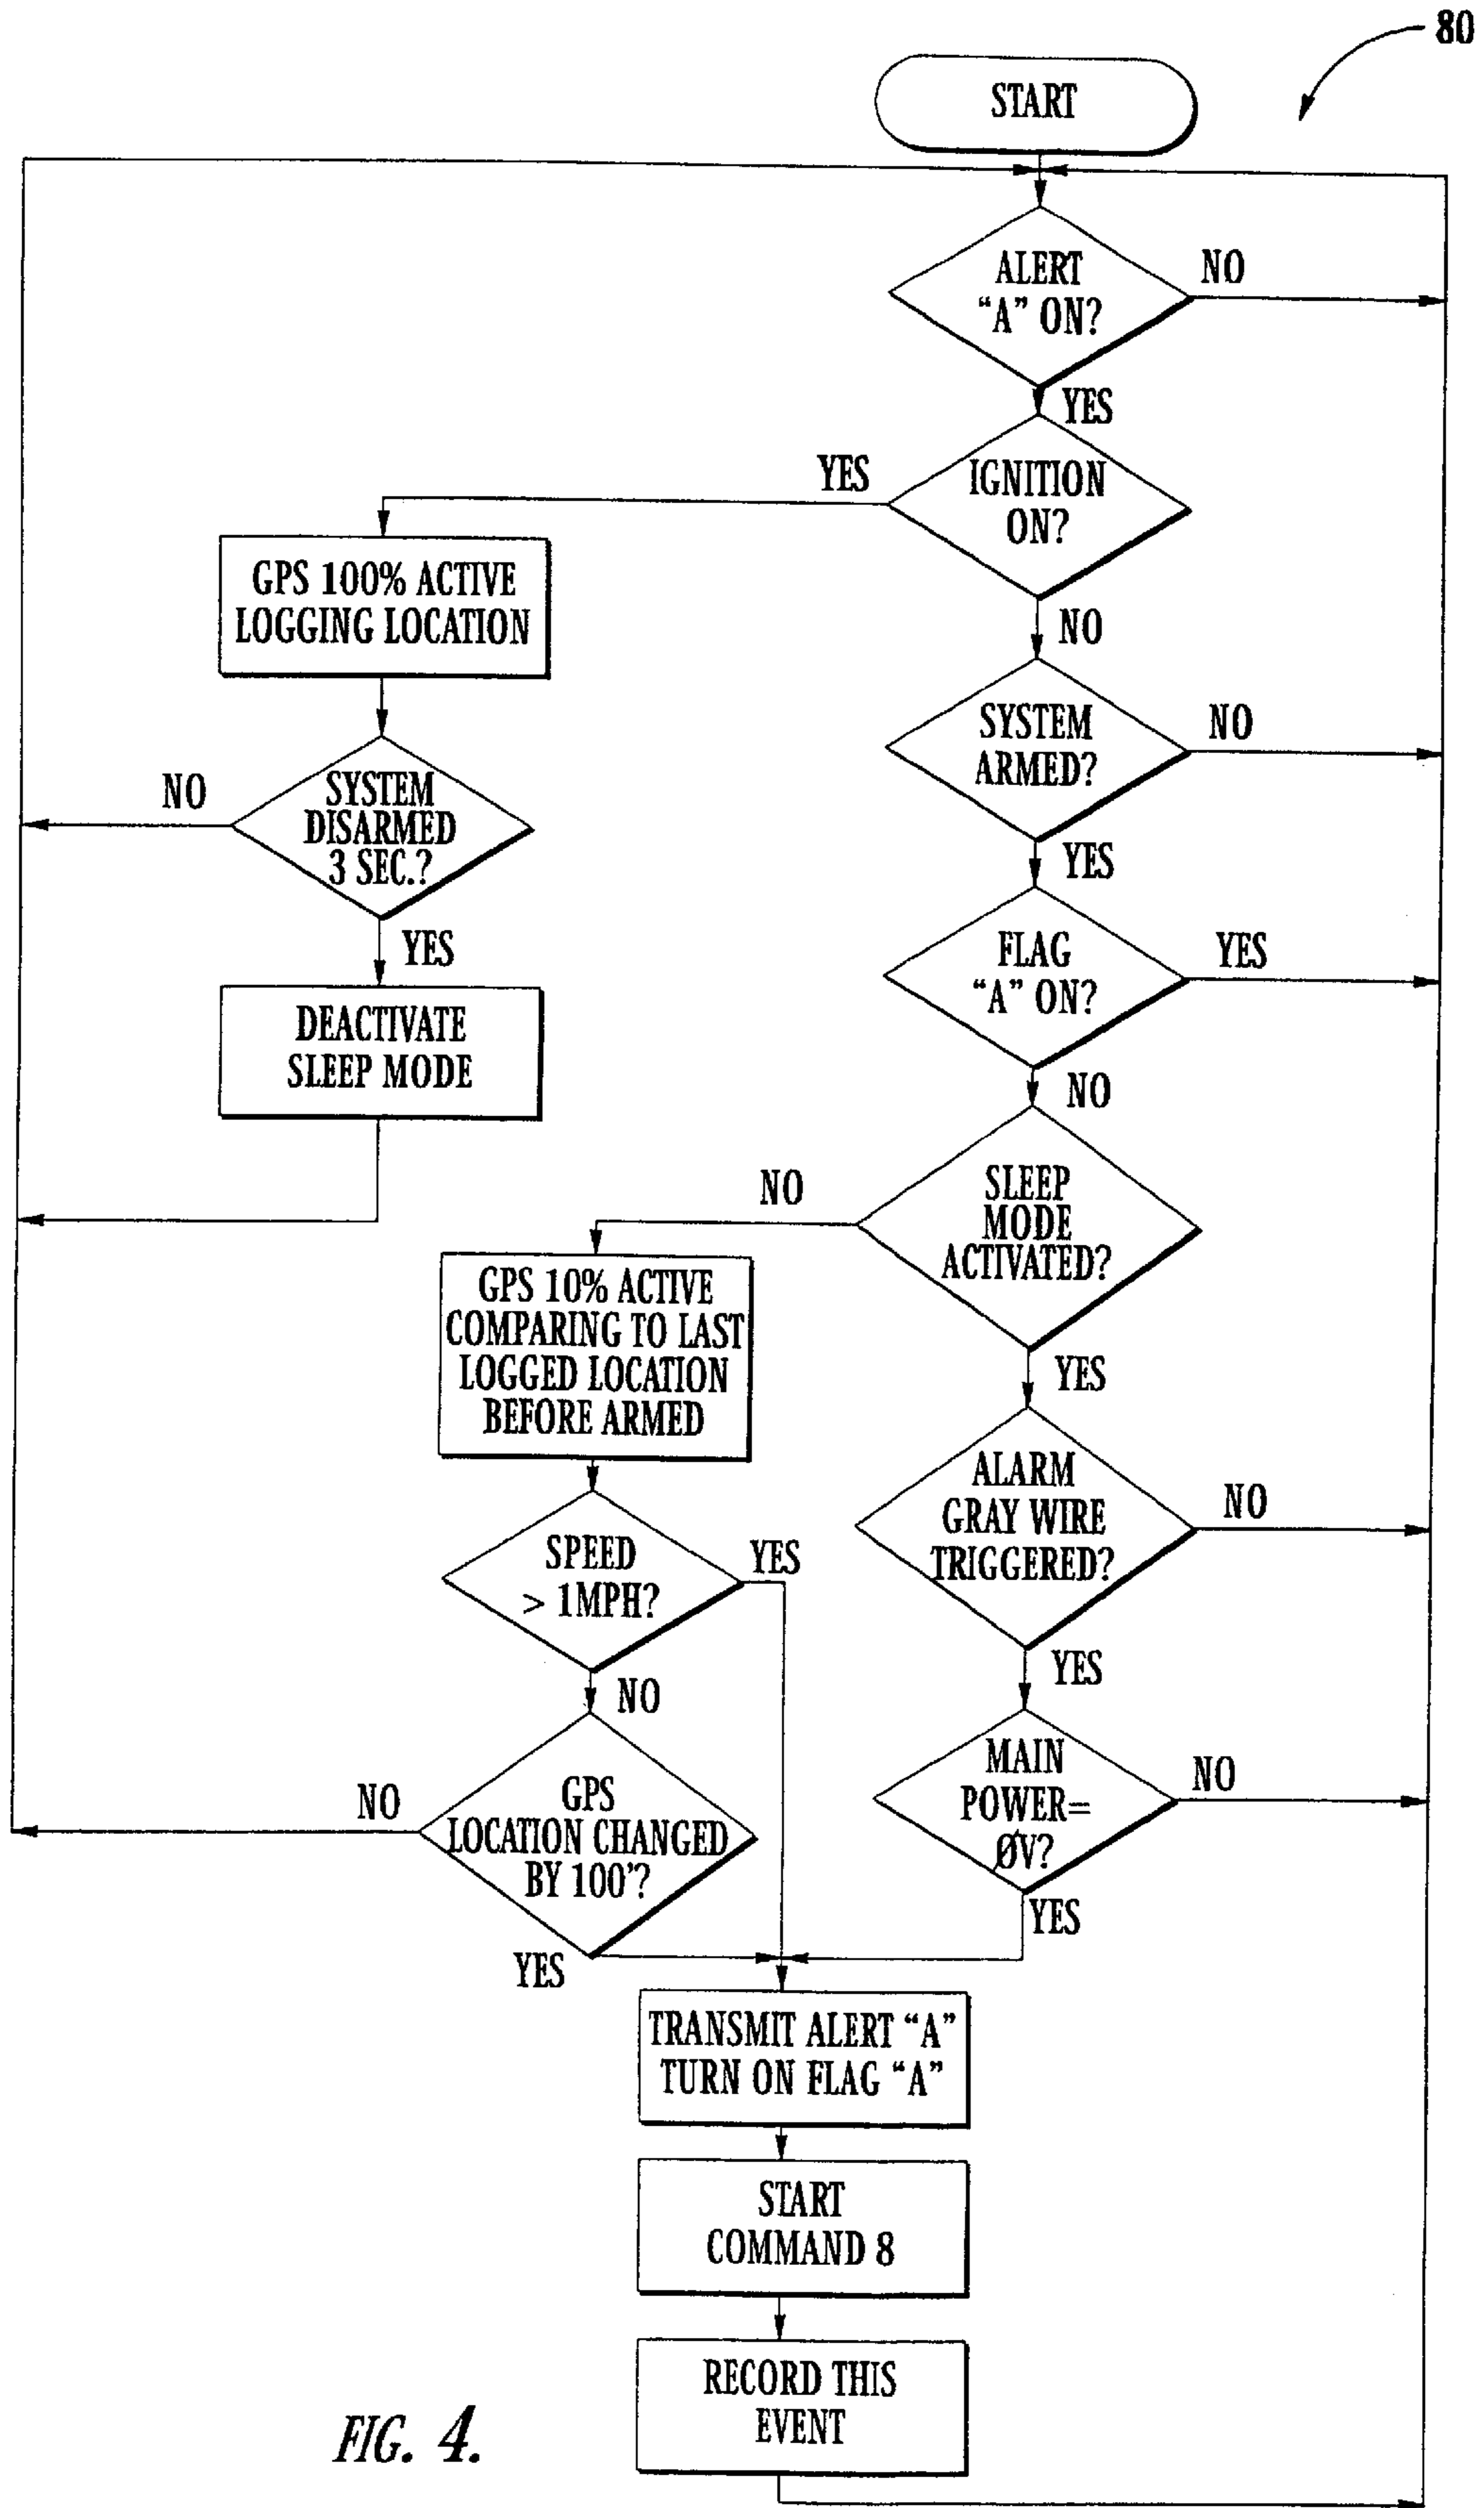 80
START
ALERT
“A” ON?
NO
YES
IGNITION
ON?
YES
NO
GPS 100% ACTIVE
LOGGING LOCATION
SYSTEM
ARMED?
NO
YES
SYSTEM
DISARMED
3 SEC.?
NO
YES
FLAG
“A” ON?
YES
NO
DEACTIVATE
SLEEP MODE
SLEEP
MODE
ACTIVATED?
NO
YES
GPS 10% ACTIVE
COMPARING TO LAST
LOGGED LOCATION
BEFORE ARMED
ALARM
GRAY WIRE
TRIGGERED?
NO
YES
SPEED
> 1MPH?
YES
NO
MAIN
POWER=
ØV?
NO
YES
GPS
LOCATION CHANGED
BY 100'?
NO
YES
TRANSMIT ALERT “A”
TURN ON FLAG “A”
START
COMMAND 8
RECORD THIS
EVENT
FIG. 4.